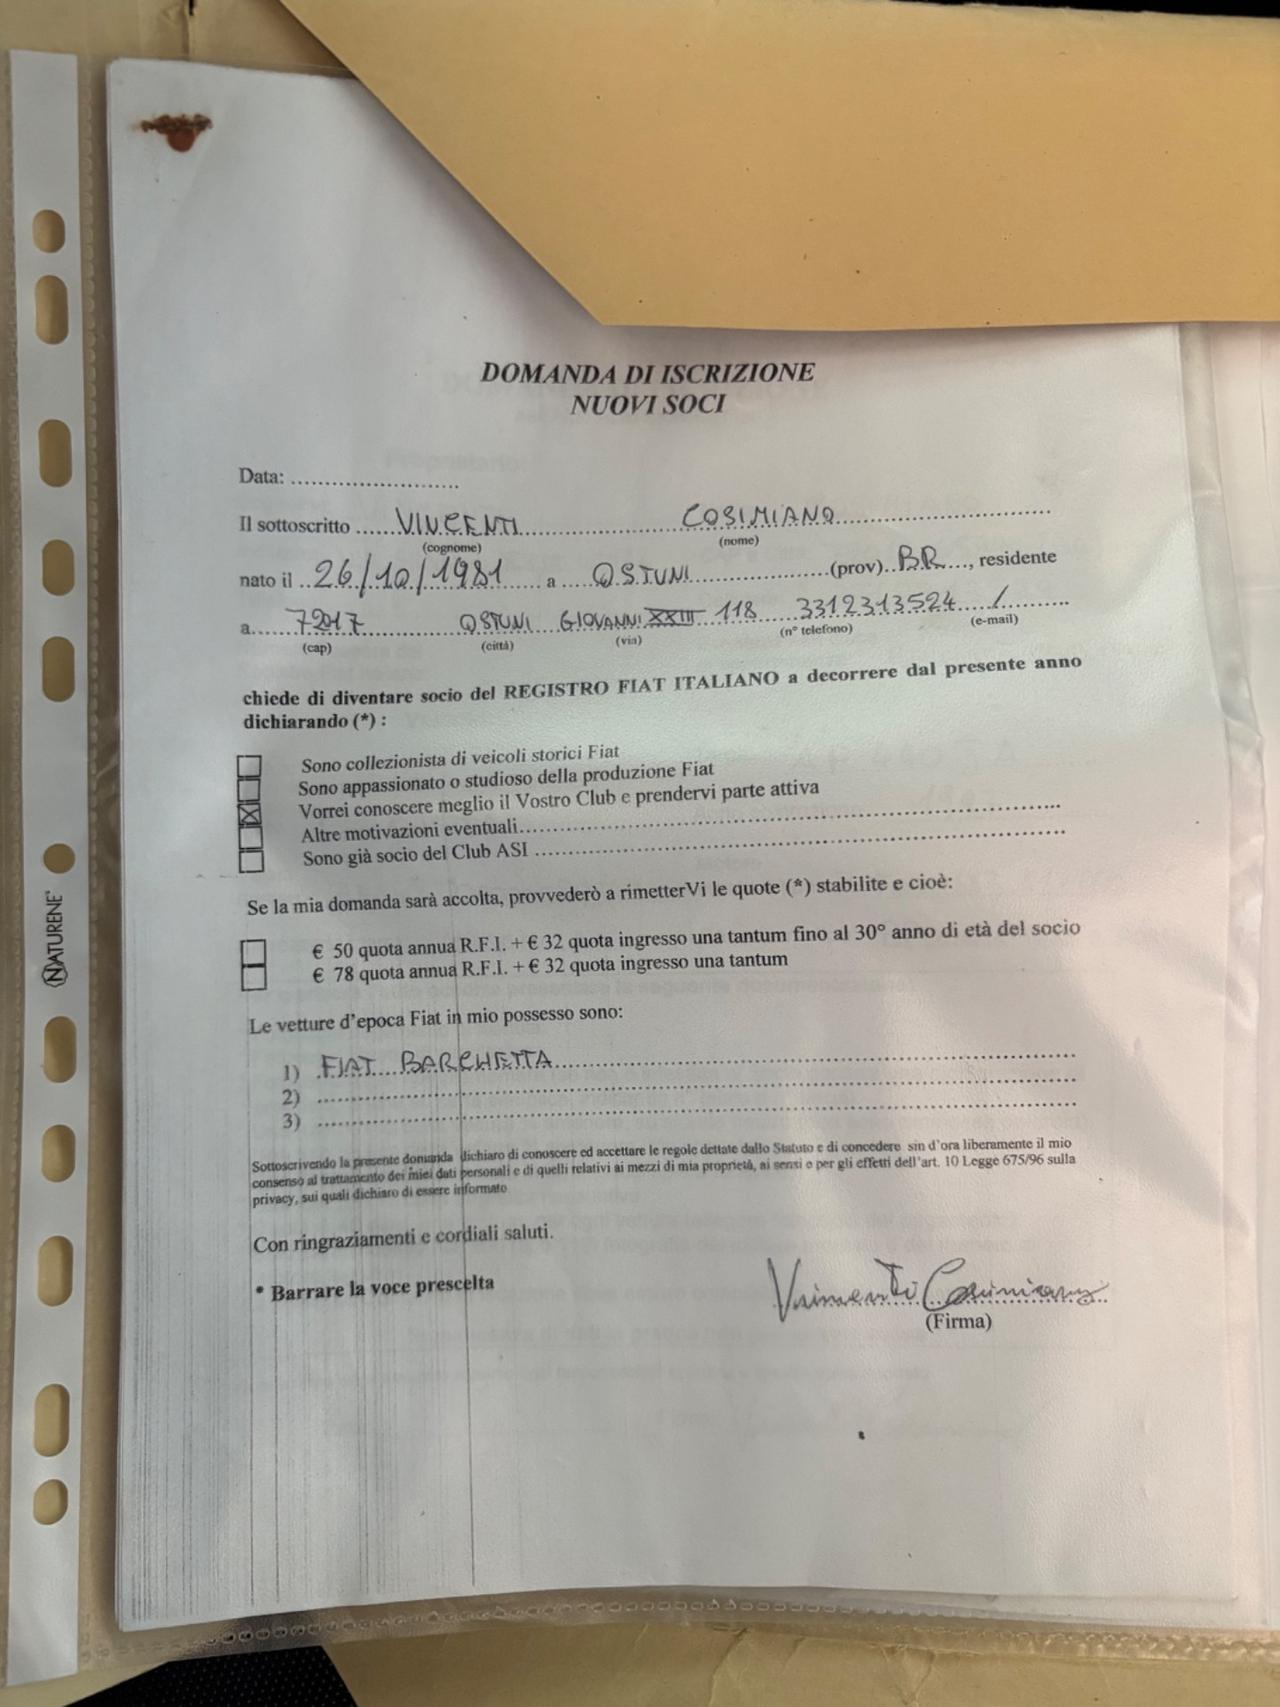 DOMANDA DI ISCRIZIONE
NUOVI SOCI
Data: ..........................
Il sottoscritto ...... VINCENTI ........................ COSIMIANO ..................................
(cognome) (nome)
nato il .. 26/10/1981 ...... a ..... OSTUNI ......................(prov).. BR ...., residente
a...... 72017 ............... OSTUNI .... GIOVANNI XXIII 118 3312313524 .... / ..........
(cap) (città) (via) (n° telefono) (e-mail)
chiede di diventare socio del REGISTRO FIAT ITALIANO a decorrere dal presente anno
dichiarando (*) :
Sono collezionista di veicoli storici Fiat
Sono appassionato o studioso della produzione Fiat
☒ Vorrei conoscere meglio il Vostro Club e prendervi parte attiva
Altre motivazioni eventuali..........................................................................
Sono già socio del Club ASI ..........................................................................
Se la mia domanda sarà accolta, provvederò a rimetterVi le quote (*) stabilite e cioè:
€ 50 quota annua R.F.I. + € 32 quota ingresso una tantum fino al 30° anno di età del socio
€ 78 quota annua R.F.I. + € 32 quota ingresso una tantum
Le vetture d'epoca Fiat in mio possesso sono:
1) FIAT BARCHETTA ..........................................................................
2) ..........................................................................
3) ..........................................................................
Sottoscrivendo la presente domanda dichiaro di conoscere ed accettare le regole dettate dallo Statuto e di concedere sin d'ora liberamente il mio
consenso al trattamento dei miei dati personali e di quelli relativi ai mezzi di mia proprietà, ai sensi e per gli effetti dell'art. 10 Legge 675/96 sulla
privacy, sui quali dichiaro di essere informato
Con ringraziamenti e cordiali saluti.
* Barrare la voce prescelta
Vincenti Cosimiano
(Firma)
NATURENE